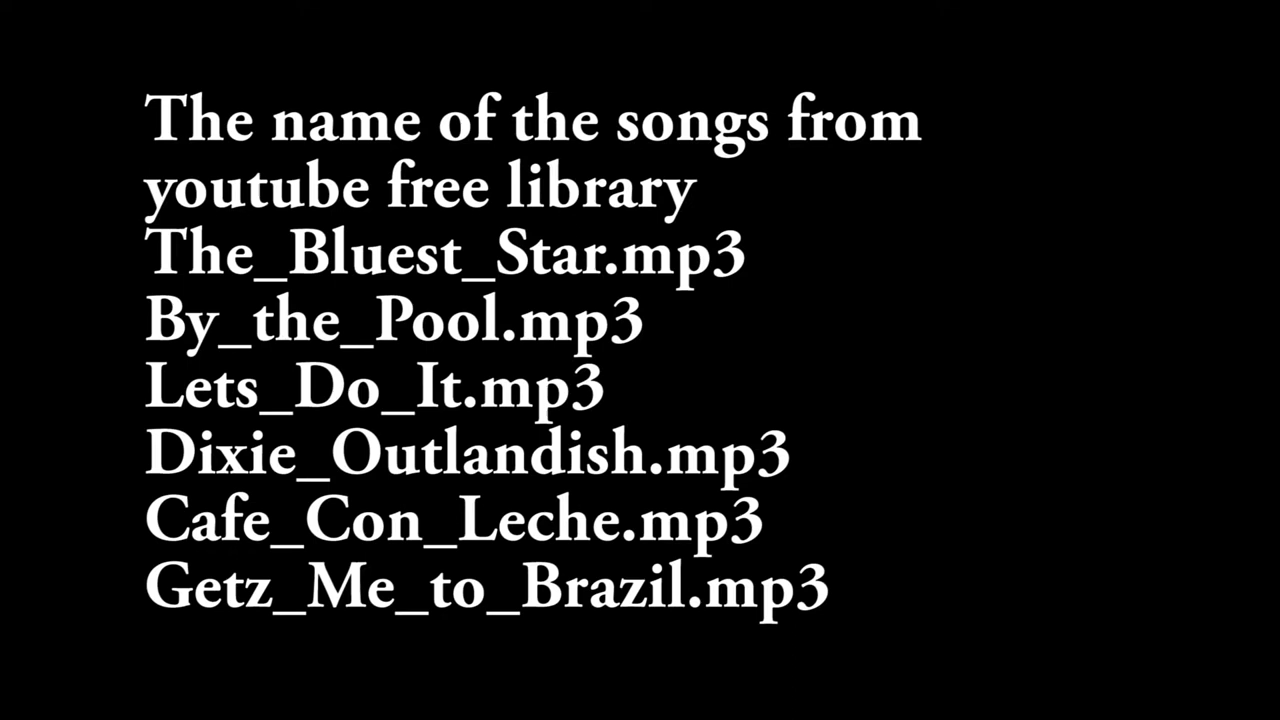 The name of the songs from
youtube free library
The_Bluest_Star.mp3
By_the_Pool.mp3
Lets_Do_It.mp3
Dixie_Outlandish.mp3
Cafe_Con_Leche.mp3
Getz_Me_to_Brazil.mp3